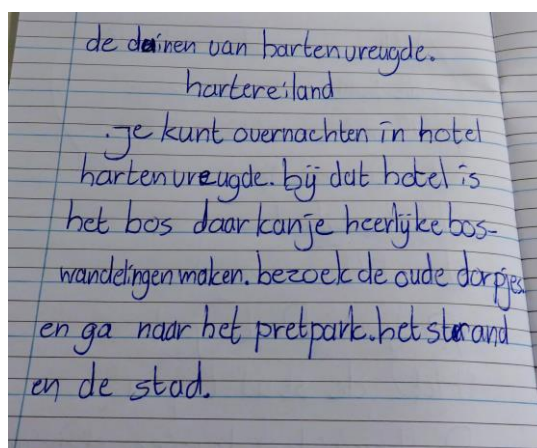 de duinen van hartenvreugde.
hartereiland
.je kunt overnachten in hotel
hartenvreugde. bij dat hotel is
het bos daar kan je heerlijke bos-
wandelingen maken. bezoek de oude dorpjes.
en ga naar het pretpark. het strand
en de stad.